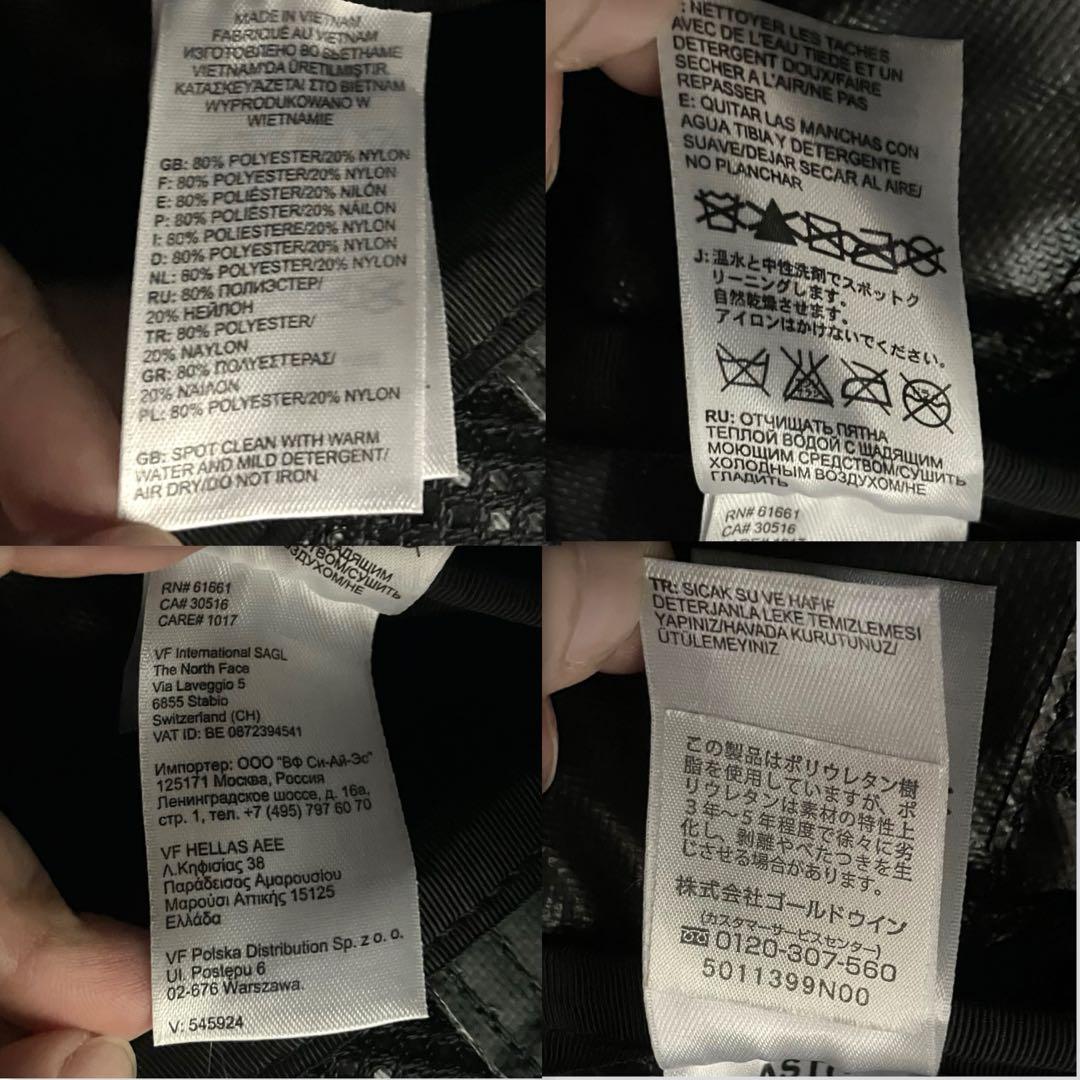 MADE IN VIETNAM
FABRIQUÉ AU VIETNAM
ИЗГОТОВЛЕНО ВО ВЬЕТНАМЕ
VIETNAM'DA ÜRETİLMİŞTİR
ΚΑΤΑΣΚΕΥΑΖΕΤΑΙ ΣΤΟ ΒΙΕΤΝΑΜ
WYPRODUKOWANO W
WIETNAMIE
GB: 80% POLYESTER/20% NYLON
F: 80% POLYESTER/20% NYLON
E: 80% POLIÉSTER/20% NILÓN
P: 80% POLIÉSTER/20% NÁILON
I: 80% POLIESTERE/20% NYLON
D: 80% POLYESTER/20% NYLON
NL: 80% POLYESTER/20% NYLON
RU: 80% ПОЛИЭСТЕР/
20% НЕЙЛОН
TR: 80% POLYESTER/
20% NAYLON
GR: 80% ΠΟΛΥΕΣΤΕΡΑΣ/
20% ΝΑΪΛΟΝ
PL: 80% POLYESTER/20% NYLON
GB: SPOT CLEAN WITH WARM
WATER AND MILD DETERGENT/
AIR DRY/DO NOT IRON
: NETTOYER LES TACHES
AVEC DE L'EAU TIEDE ET UN
DETERGENT DOUX/FAIRE
SECHER A L'AIR/NE PAS
REPASSER
E: QUITAR LAS MANCHAS CON
AGUA TIBIA Y DETERGENTE
SUAVE/DEJAR SECAR AL AIRE/
NO PLANCHAR
J: 温水と中性洗剤でスポットク
リーニングします。
自然乾燥させます。
アイロンはかけないでください。
RU: ОТЧИЩАТЬ ПЯТНА
ТЕПЛОЙ ВОДОЙ С ЩАДЯЩИМ
МОЮЩИМ СРЕДСТВОМ/СУШИТЬ
ХОЛОДНЫМ ВОЗДУХОМ/НЕ
ГЛАДИТЬ
RN# 61661
CA# 30516
CARE# 1017
ЩАДЯЩИМ
ВОМ/СУШИТЬ
ЗДУХОМ/НЕ
RN# 61661
CA# 30516
CARE# 1017
VF International SAGL
The North Face
Via Laveggio 5
6855 Stabio
Switzerland (CH)
VAT ID: BE 0872394541
Импортер: ООО "ВФ Си-Ай-Эс"
125171 Москва, Россия
Ленинградское шоссе, д. 16а,
стр. 1, тел. +7 (495) 797 60 70
VF HELLAS AEE
Λ.Κηφισίας 38
Παράδεισος Αμαρουσίου
Μαρούσι Αττικής 15125
Ελλάδα
VF Polska Distribution Sp. z o. o.
Ul. Postępu 6
02-676 Warszawa.
V: 545924
TR: SICAK SU VE HAFİF
DETERJANLA LEKE TEMIZLEMESI
YAPINIZ/HAVADA KURUTUNUZ/
ÜTÜLEMEYINIZ
この製品はポリウレタン樹
脂を使用していますが、ポ
リウレタンは素材の特性上
3年〜5年程度で徐々に劣
化し、剥離やべたつきを生
じさせる場合があります。
株式会社ゴールドウイン
(カスタマーサービスセンター)
0120-307-560
5011399N00